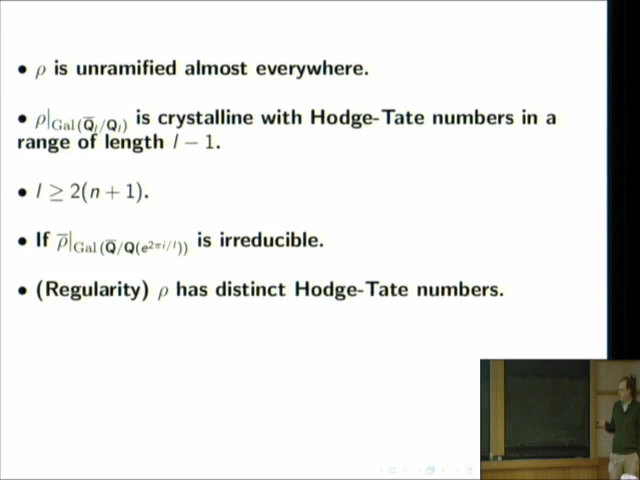 • ρ is unramified almost everywhere.
• ρ|Gal(Q̅ₗ/Qₗ) is crystalline with Hodge-Tate numbers in a
range of length l − 1.
• l ≥ 2(n + 1).
• If ρ̅|Gal(Q̅/Q(e^{2πi/l})) is irreducible.
• (Regularity) ρ has distinct Hodge-Tate numbers.